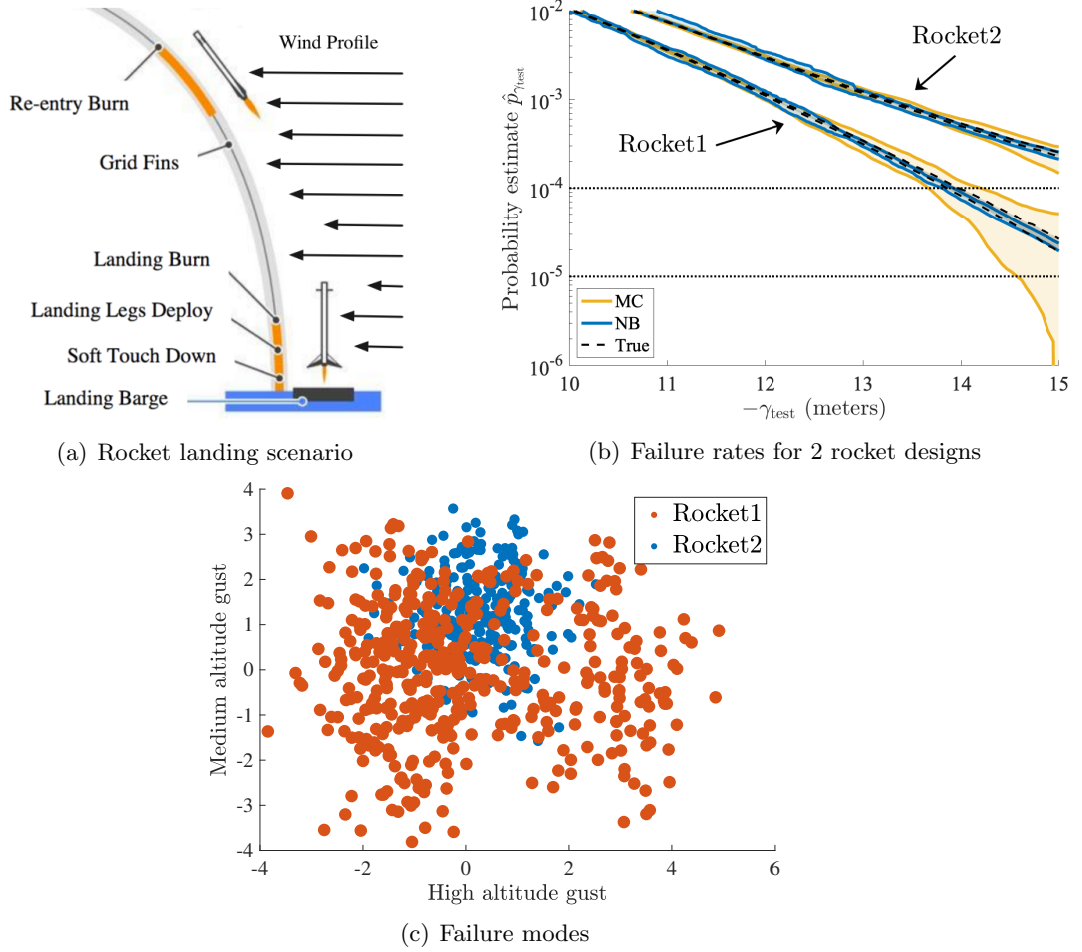 Wind Profile
Re-entry Burn
Grid Fins
Landing Burn
Landing Legs Deploy
Soft Touch Down
Landing Barge
(a) Rocket landing scenario
Probability estimate p̂_γtest
10^-2
10^-3
10^-4
10^-5
10^-6
Rocket2
Rocket1
MC
NB
True
10 11 12 13 14 15
−γtest (meters)
(b) Failure rates for 2 rocket designs
Medium altitude gust
4
3
2
1
0
-1
-2
-3
-4
Rocket1
Rocket2
-4 -2 0 2 4 6
High altitude gust
(c) Failure modes